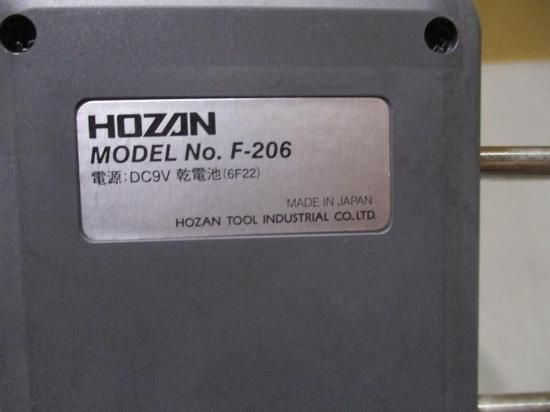 HOZAN
MODEL No. F-206
電源:DC9V 乾電池(6F22)
MADE IN JAPAN
HOZAN TOOL INDUSTRIAL CO.,LTD.